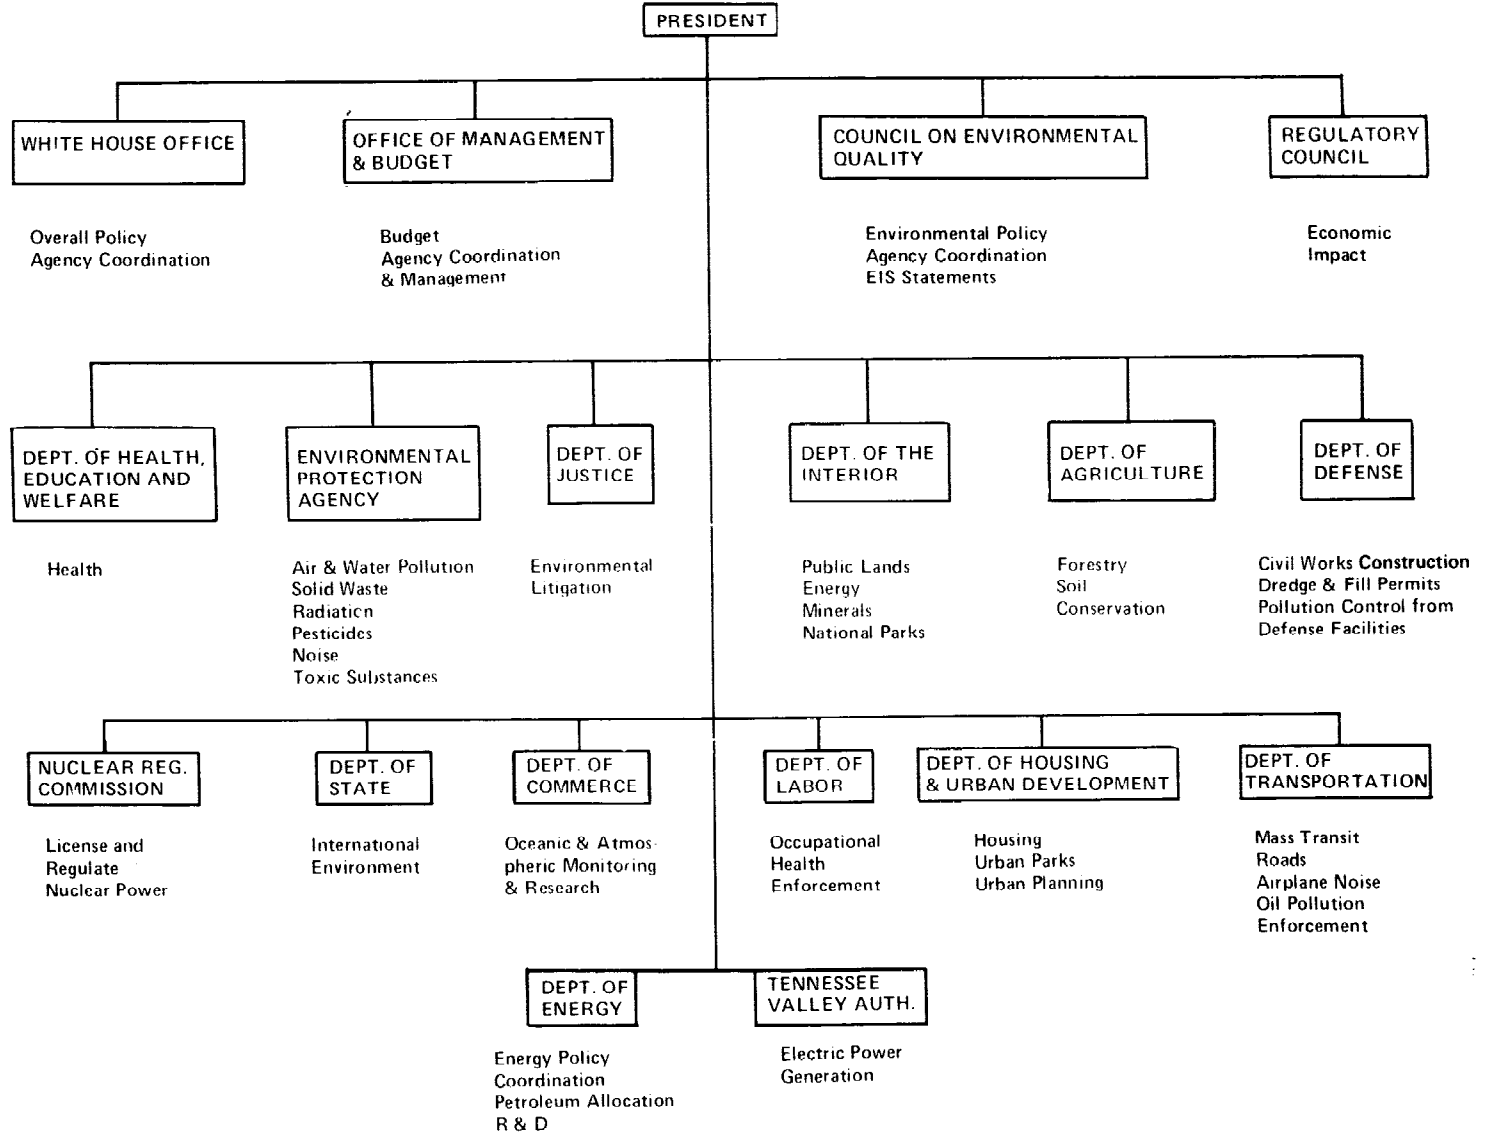 PRESIDENT
WHITE HOUSE OFFICE
Overall Policy
Agency Coordination
OFFICE OF MANAGEMENT
& BUDGET
Budget
Agency Coordination
& Management
COUNCIL ON ENVIRONMENTAL
QUALITY
Environmental Policy
Agency Coordination
EIS Statements
REGULATORY
COUNCIL
Economic
Impact
DEPT. OF HEALTH,
EDUCATION AND
WELFARE
Health
ENVIRONMENTAL
PROTECTION
AGENCY
Air & Water Pollution
Solid Waste
Radiation
Pesticides
Noise
Toxic Substances
DEPT. OF
JUSTICE
Environmental
Litigation
DEPT. OF THE
INTERIOR
Public Lands
Energy
Minerals
National Parks
DEPT. OF
AGRICULTURE
Forestry
Soil
Conservation
DEPT. OF
DEFENSE
Civil Works Construction
Dredge & Fill Permits
Pollution Control from
Defense Facilities
NUCLEAR REG.
COMMISSION
License and
Regulate
Nuclear Power
DEPT. OF
STATE
International
Environment
DEPT. OF
COMMERCE
Oceanic & Atmos-
pheric Monitoring
& Research
DEPT. OF
LABOR
Occupational
Health
Enforcement
DEPT. OF HOUSING
& URBAN DEVELOPMENT
Housing
Urban Parks
Urban Planning
DEPT. OF
TRANSPORTATION
Mass Transit
Roads
Airplane Noise
Oil Pollution
Enforcement
DEPT. OF
ENERGY
Energy Policy
Coordination
Petroleum Allocation
R & D
TENNESSEE
VALLEY AUTH.
Electric Power
Generation